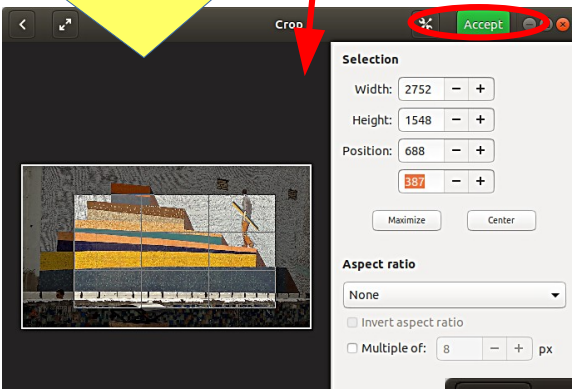 Crop
Accept
Selection
Width: 2752 − +
Height: 1548 − +
Position: 688 − +
387 − +
Maximize Center
Aspect ratio
None
Invert aspect ratio
Multiple of: 8 − + px